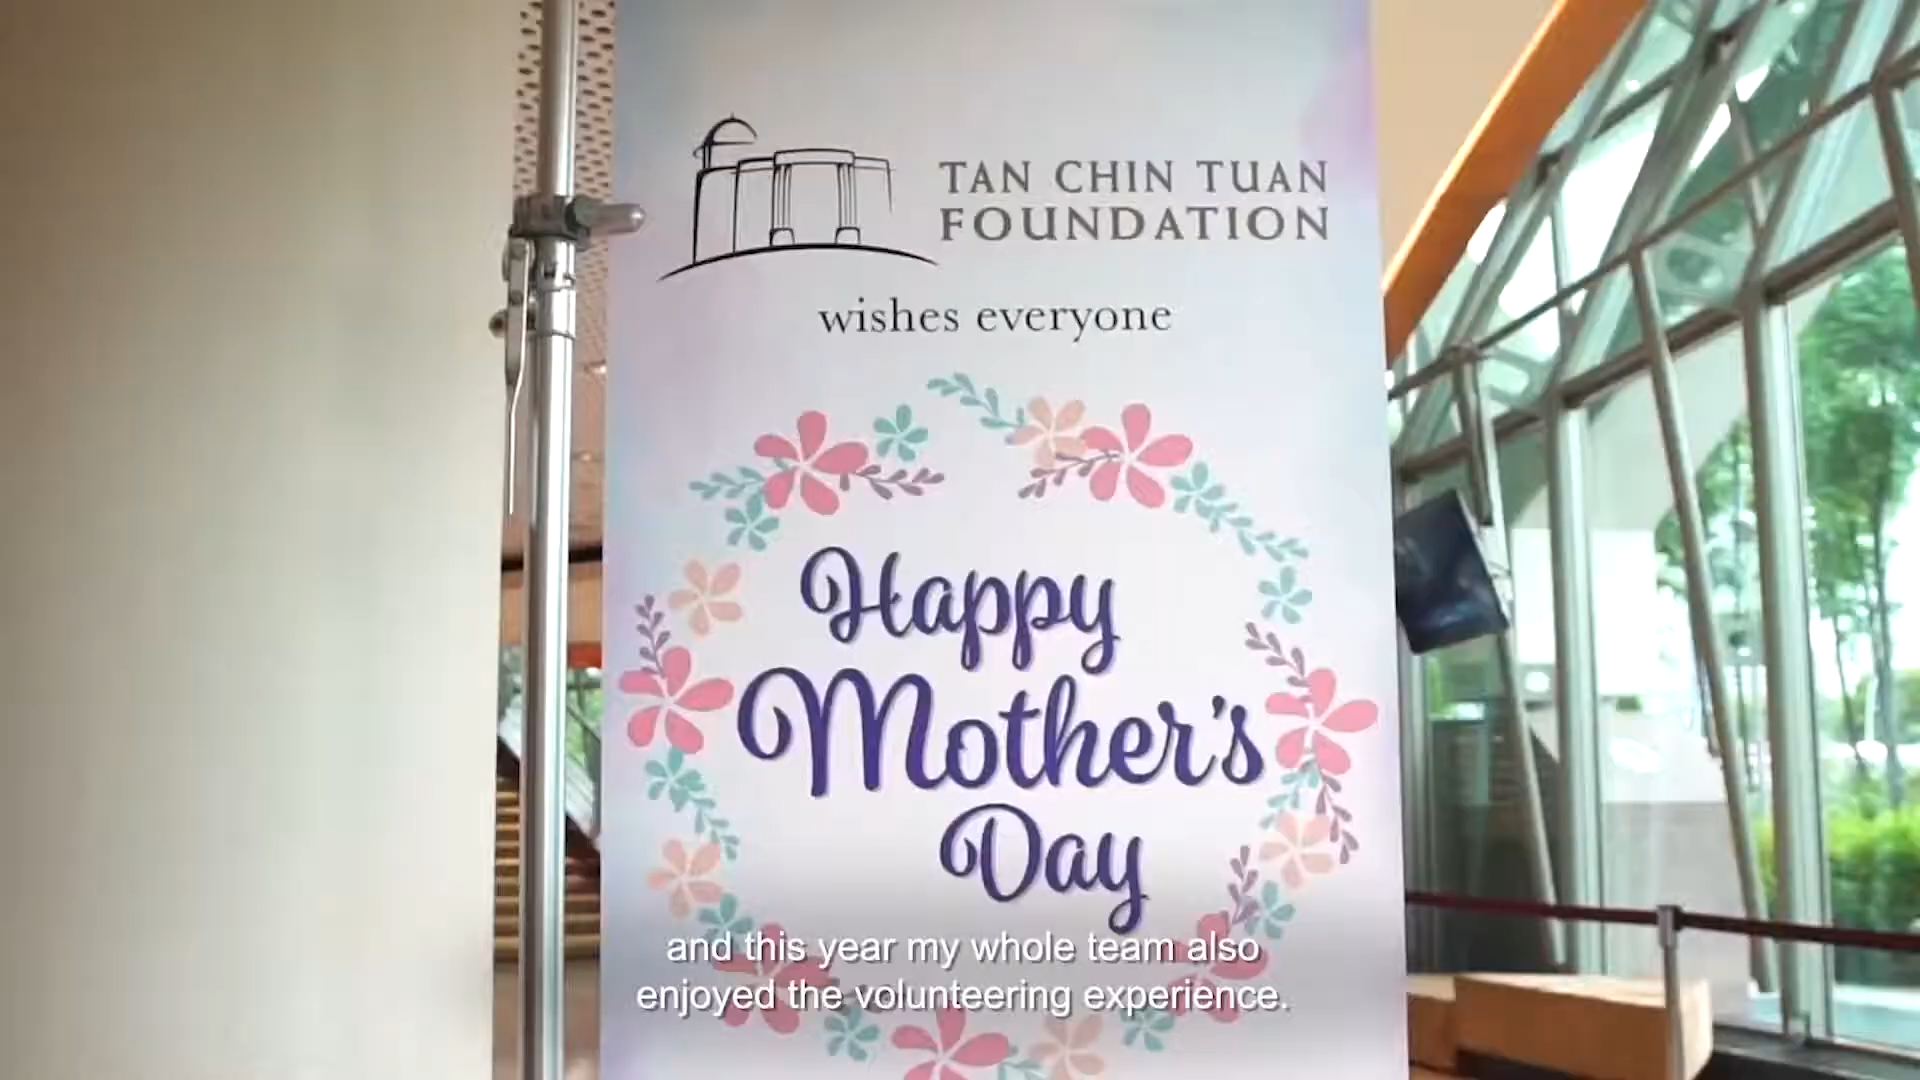 TAN CHIN TUAN
FOUNDATION
wishes everyone
Happy
Mother's
Day
and this year my whole team also
enjoyed the volunteering experience.